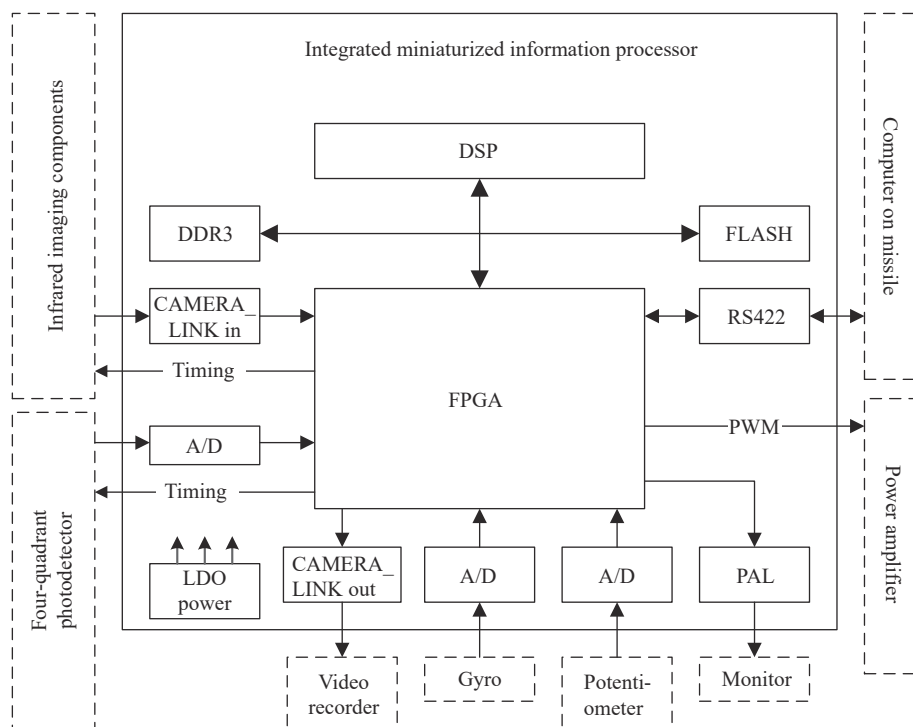 Integrated miniaturized information processor
Infrared imaging components
Computer on
missile
DSP
DDR3
FLASH
CAMERA_
LINK in
RS422
Timing
FPGA
PWM
A/D
Timing
Four-quadrant
photodetector
Power amplifier
LDO
power
CAMERA_
LINK out
A/D
A/D
PAL
Video
recorder
Gyro
Potenti-
ometer
Monitor